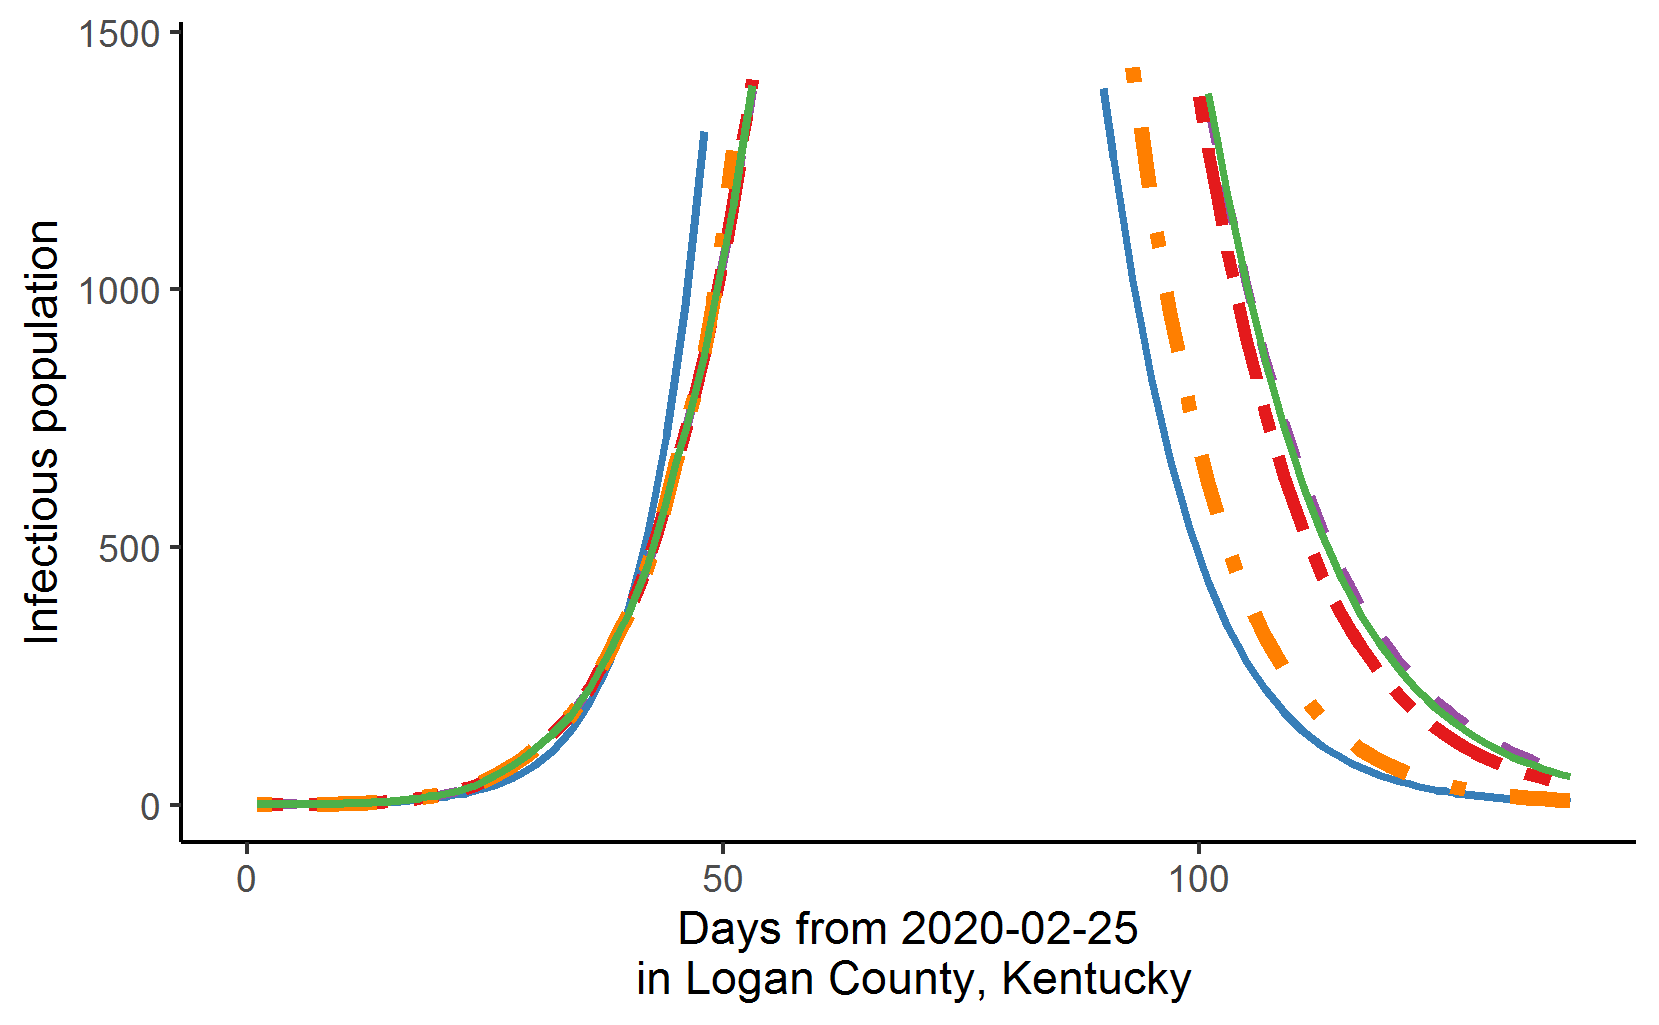 1500
1000
500
0
Infectious population
0 50 100
Days from 2020-02-25
in Logan County, Kentucky